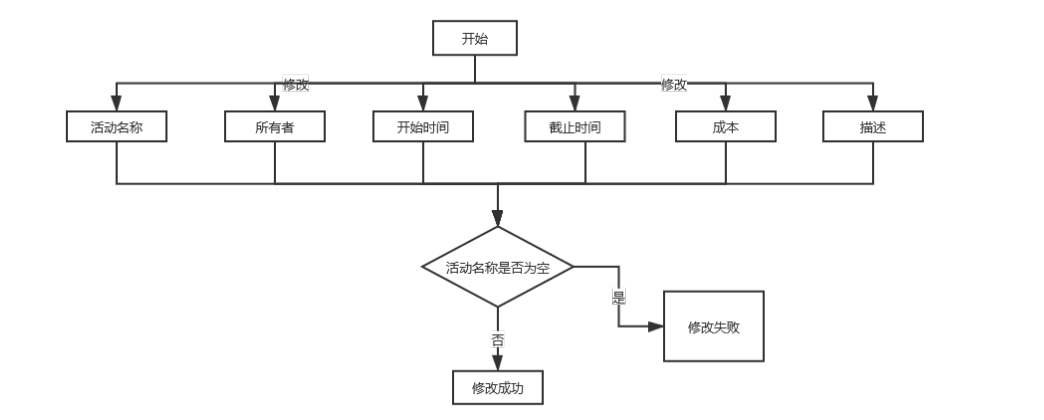 开始
修改
修改
活动名称
所有者
开始时间
截止时间
成本
描述
活动名称是否为空
是
修改失败
否
修改成功